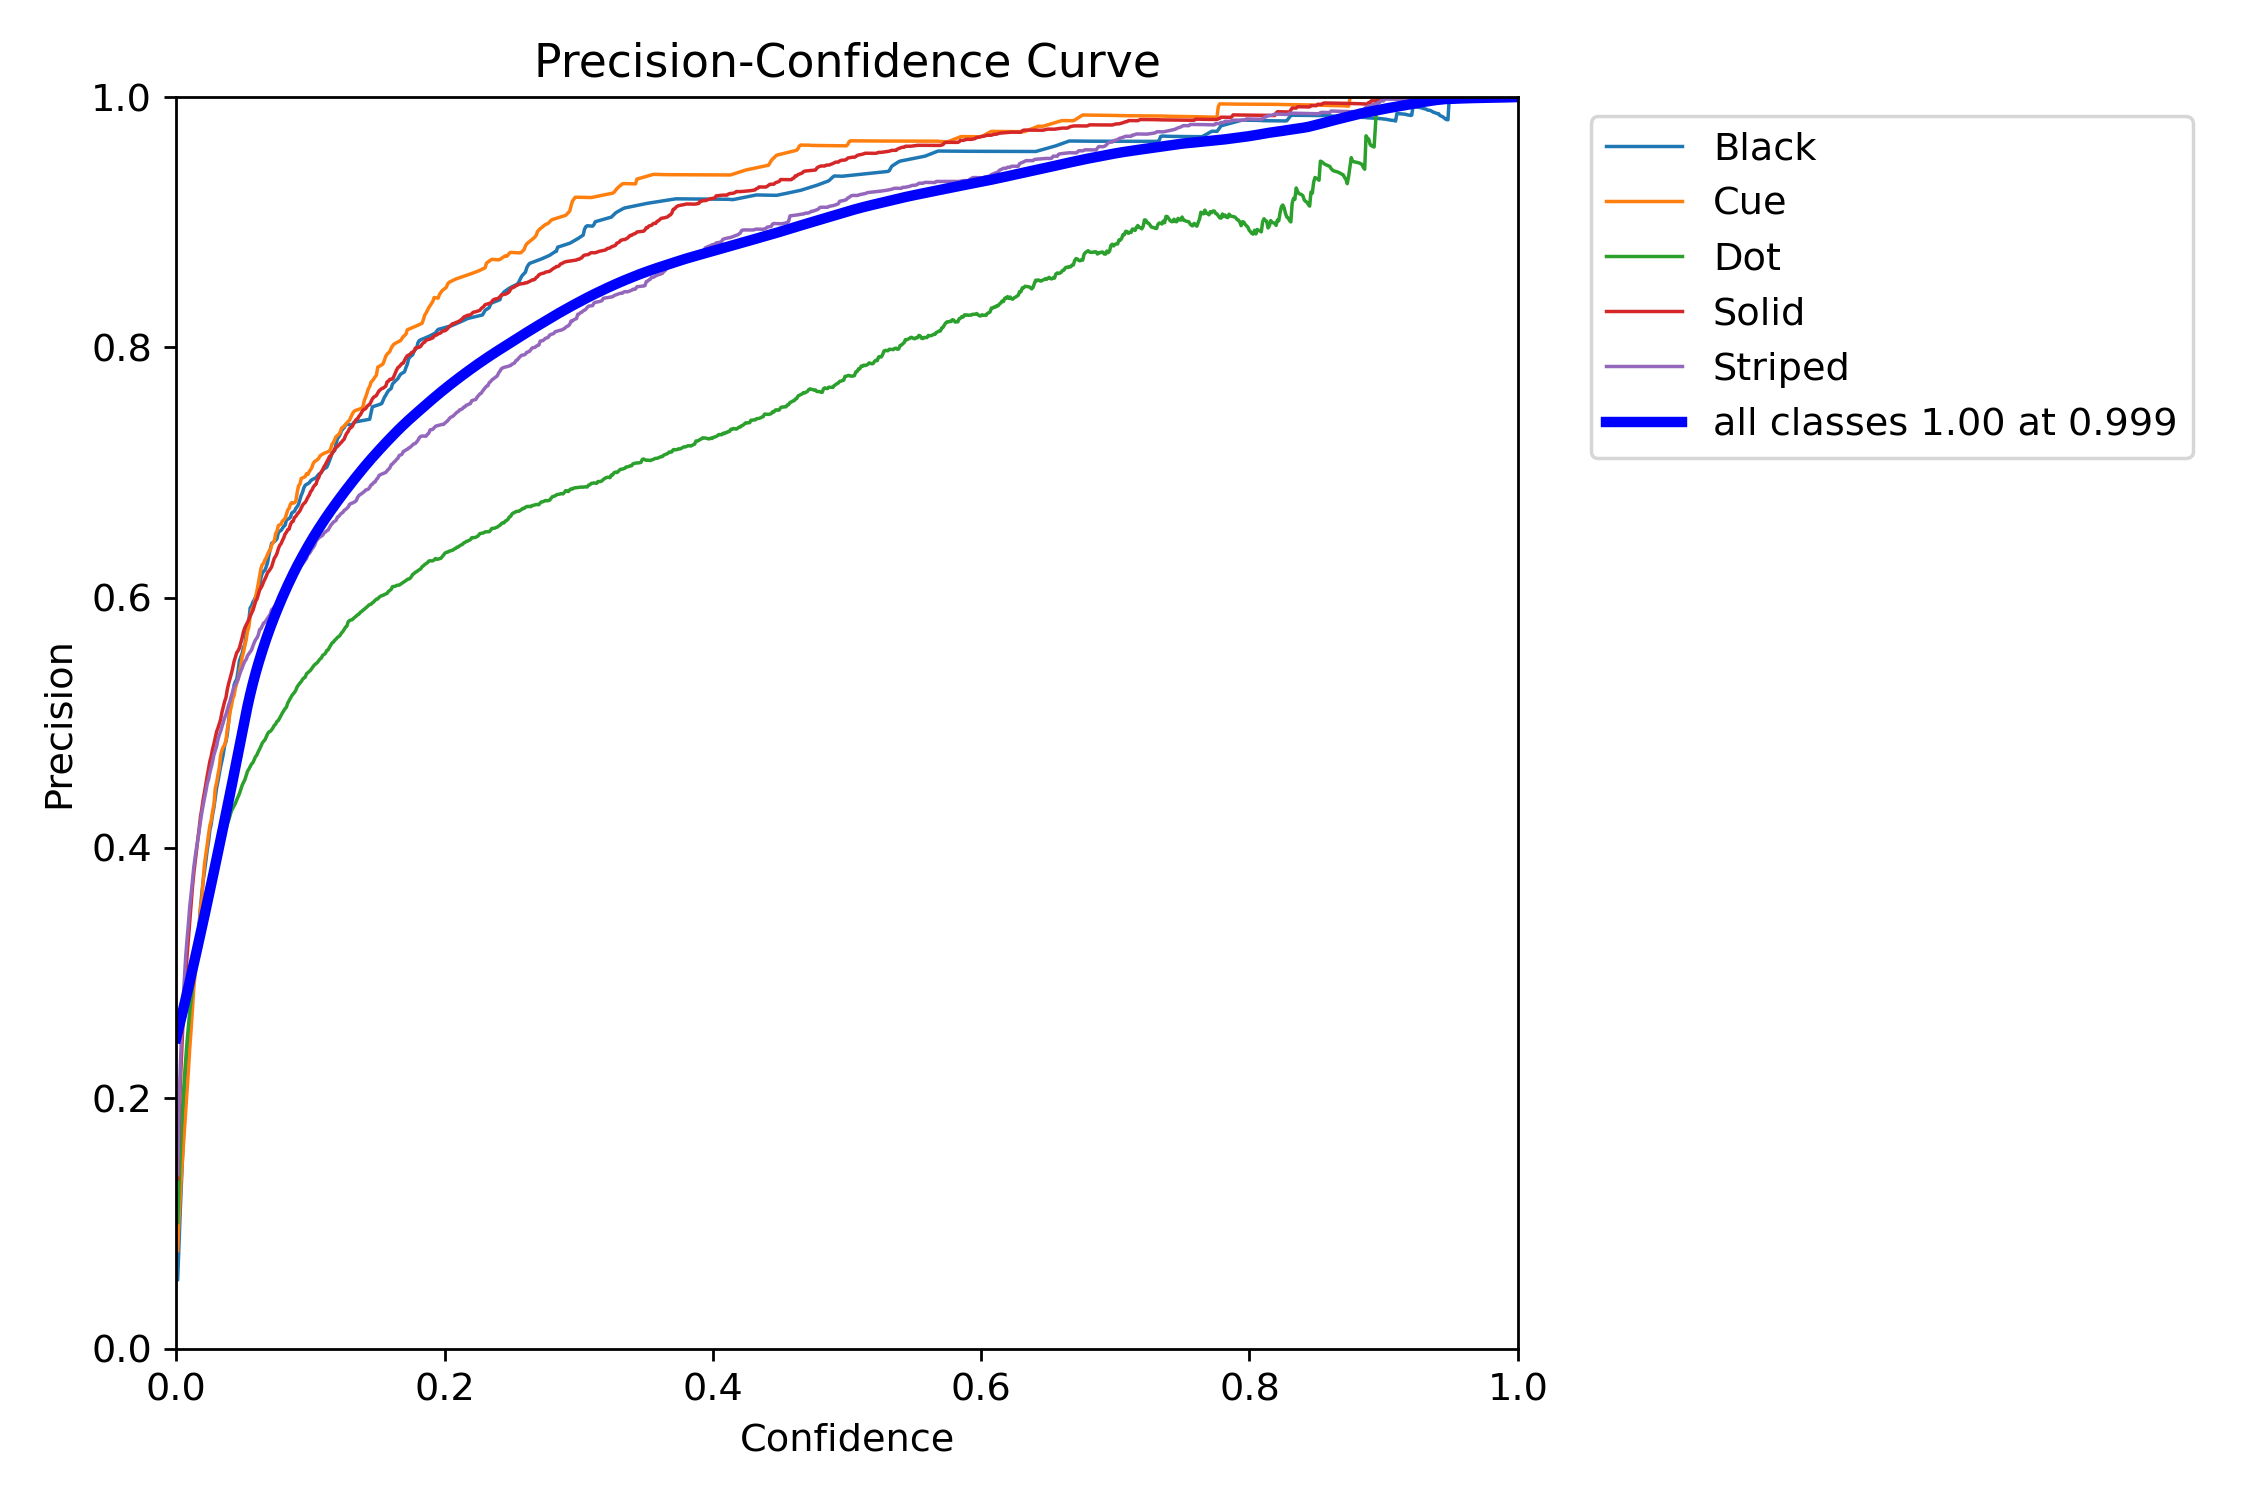 Precision-Confidence Curve
1.0
0.8
0.6
0.4
0.2
0.0
Precision
0.0 0.2 0.4 0.6 0.8 1.0
Confidence
Black
Cue
Dot
Solid
Striped
all classes 1.00 at 0.999